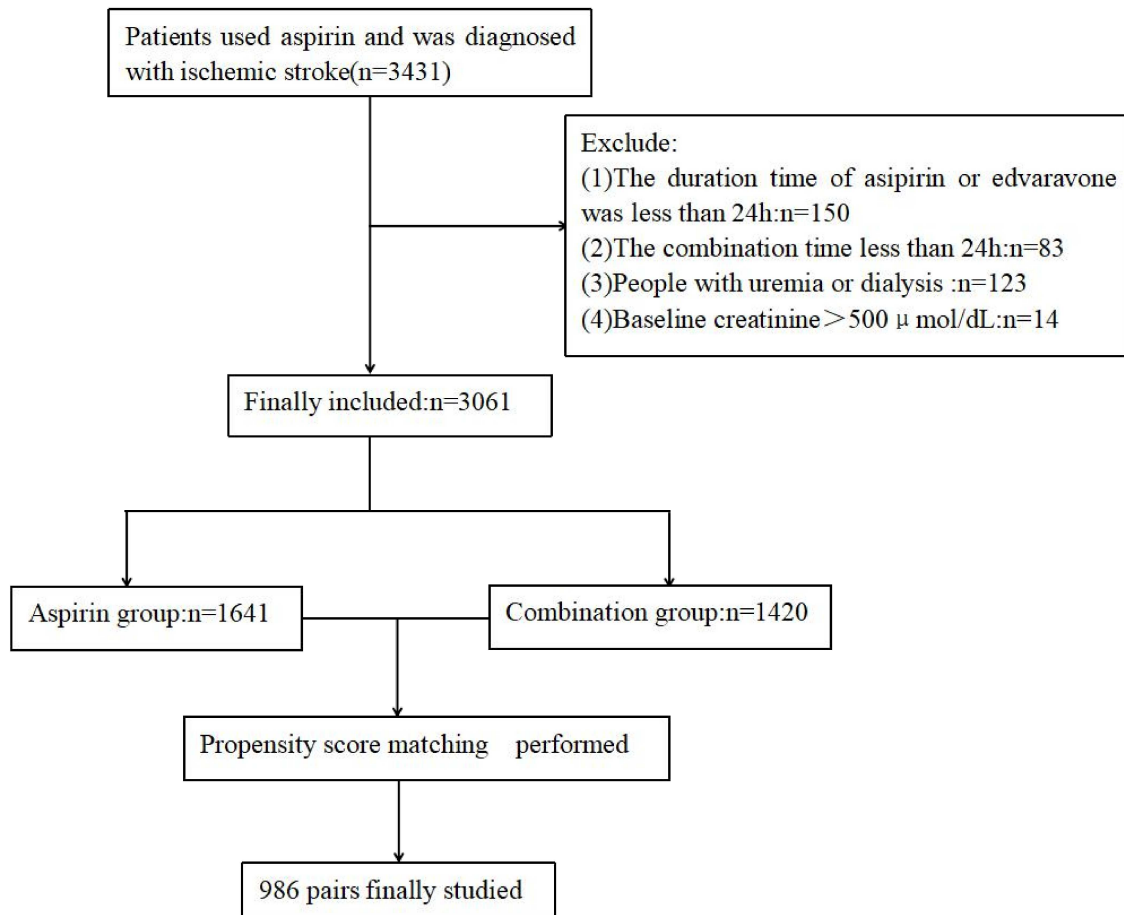 Patients used aspirin and was diagnosed
with ischemic stroke(n=3431)
Exclude:
(1)The duration time of asipirin or edvaravone
was less than 24h:n=150
(2)The combination time less than 24h:n=83
(3)People with uremia or dialysis :n=123
(4)Baseline creatinine＞500 μ mol/dL:n=14
Finally included:n=3061
Aspirin group:n=1641
Combination group:n=1420
Propensity score matching performed
986 pairs finally studied